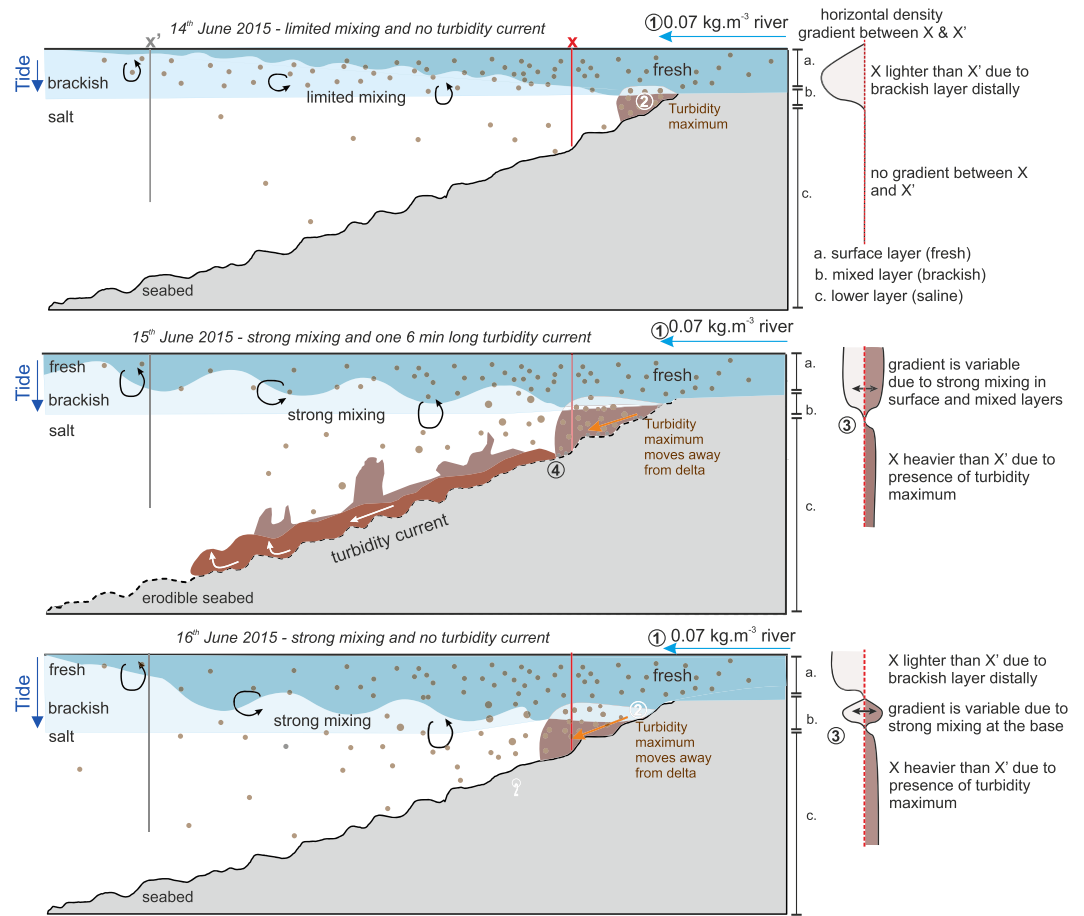 14th June 2015 - limited mixing and no turbidity current
① 0.07 kg.m-3 river
horizontal density
gradient between X & X’
Tide
x’
x
a.
b.
c.
brackish
salt
limited mixing
fresh
②
Turbidity
maximum
seabed
X lighter than X’ due to
brackish layer distally
no gradient between X
and X’
a. surface layer (fresh)
b. mixed layer (brackish)
c. lower layer (saline)
15th June 2015 - strong mixing and one 6 min long turbidity current
① 0.07 kg.m-3 river
Tide
fresh
brackish
salt
strong mixing
fresh
Turbidity
maximum
moves away
from delta
④
turbidity current
erodible seabed
a.
b.
c.
③
gradient is variable
due to strong mixing in
surface and mixed layers
X heavier than X’ due to
presence of turbidity
maximum
16th June 2015 - strong mixing and no turbidity current
① 0.07 kg.m-3 river
Tide
fresh
brackish
salt
strong mixing
fresh
②
Turbidity
maximum
moves away
from delta
?
seabed
a.
b.
c.
③
X lighter than X’ due to
brackish layer distally
gradient is variable due to
strong mixing at the base
X heavier than X’ due to
presence of turbidity
maximum